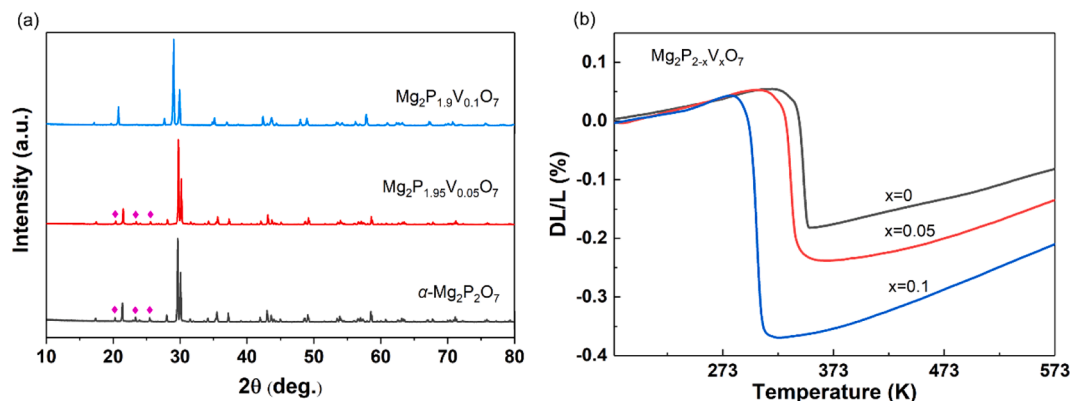 (a)
Intensity (a.u.)
Mg₂P₁.₉V₀.₁O₇
Mg₂P₁.₉₅V₀.₀₅O₇
α-Mg₂P₂O₇
10 20 30 40 50 60 70 80
2θ (deg.)
(b)
DL/L (%)
Mg₂P₂₋ₓVₓO₇
0.1
0.0
-0.1
-0.2
-0.3
-0.4
x=0
x=0.05
x=0.1
273 373 473 573
Temperature (K)